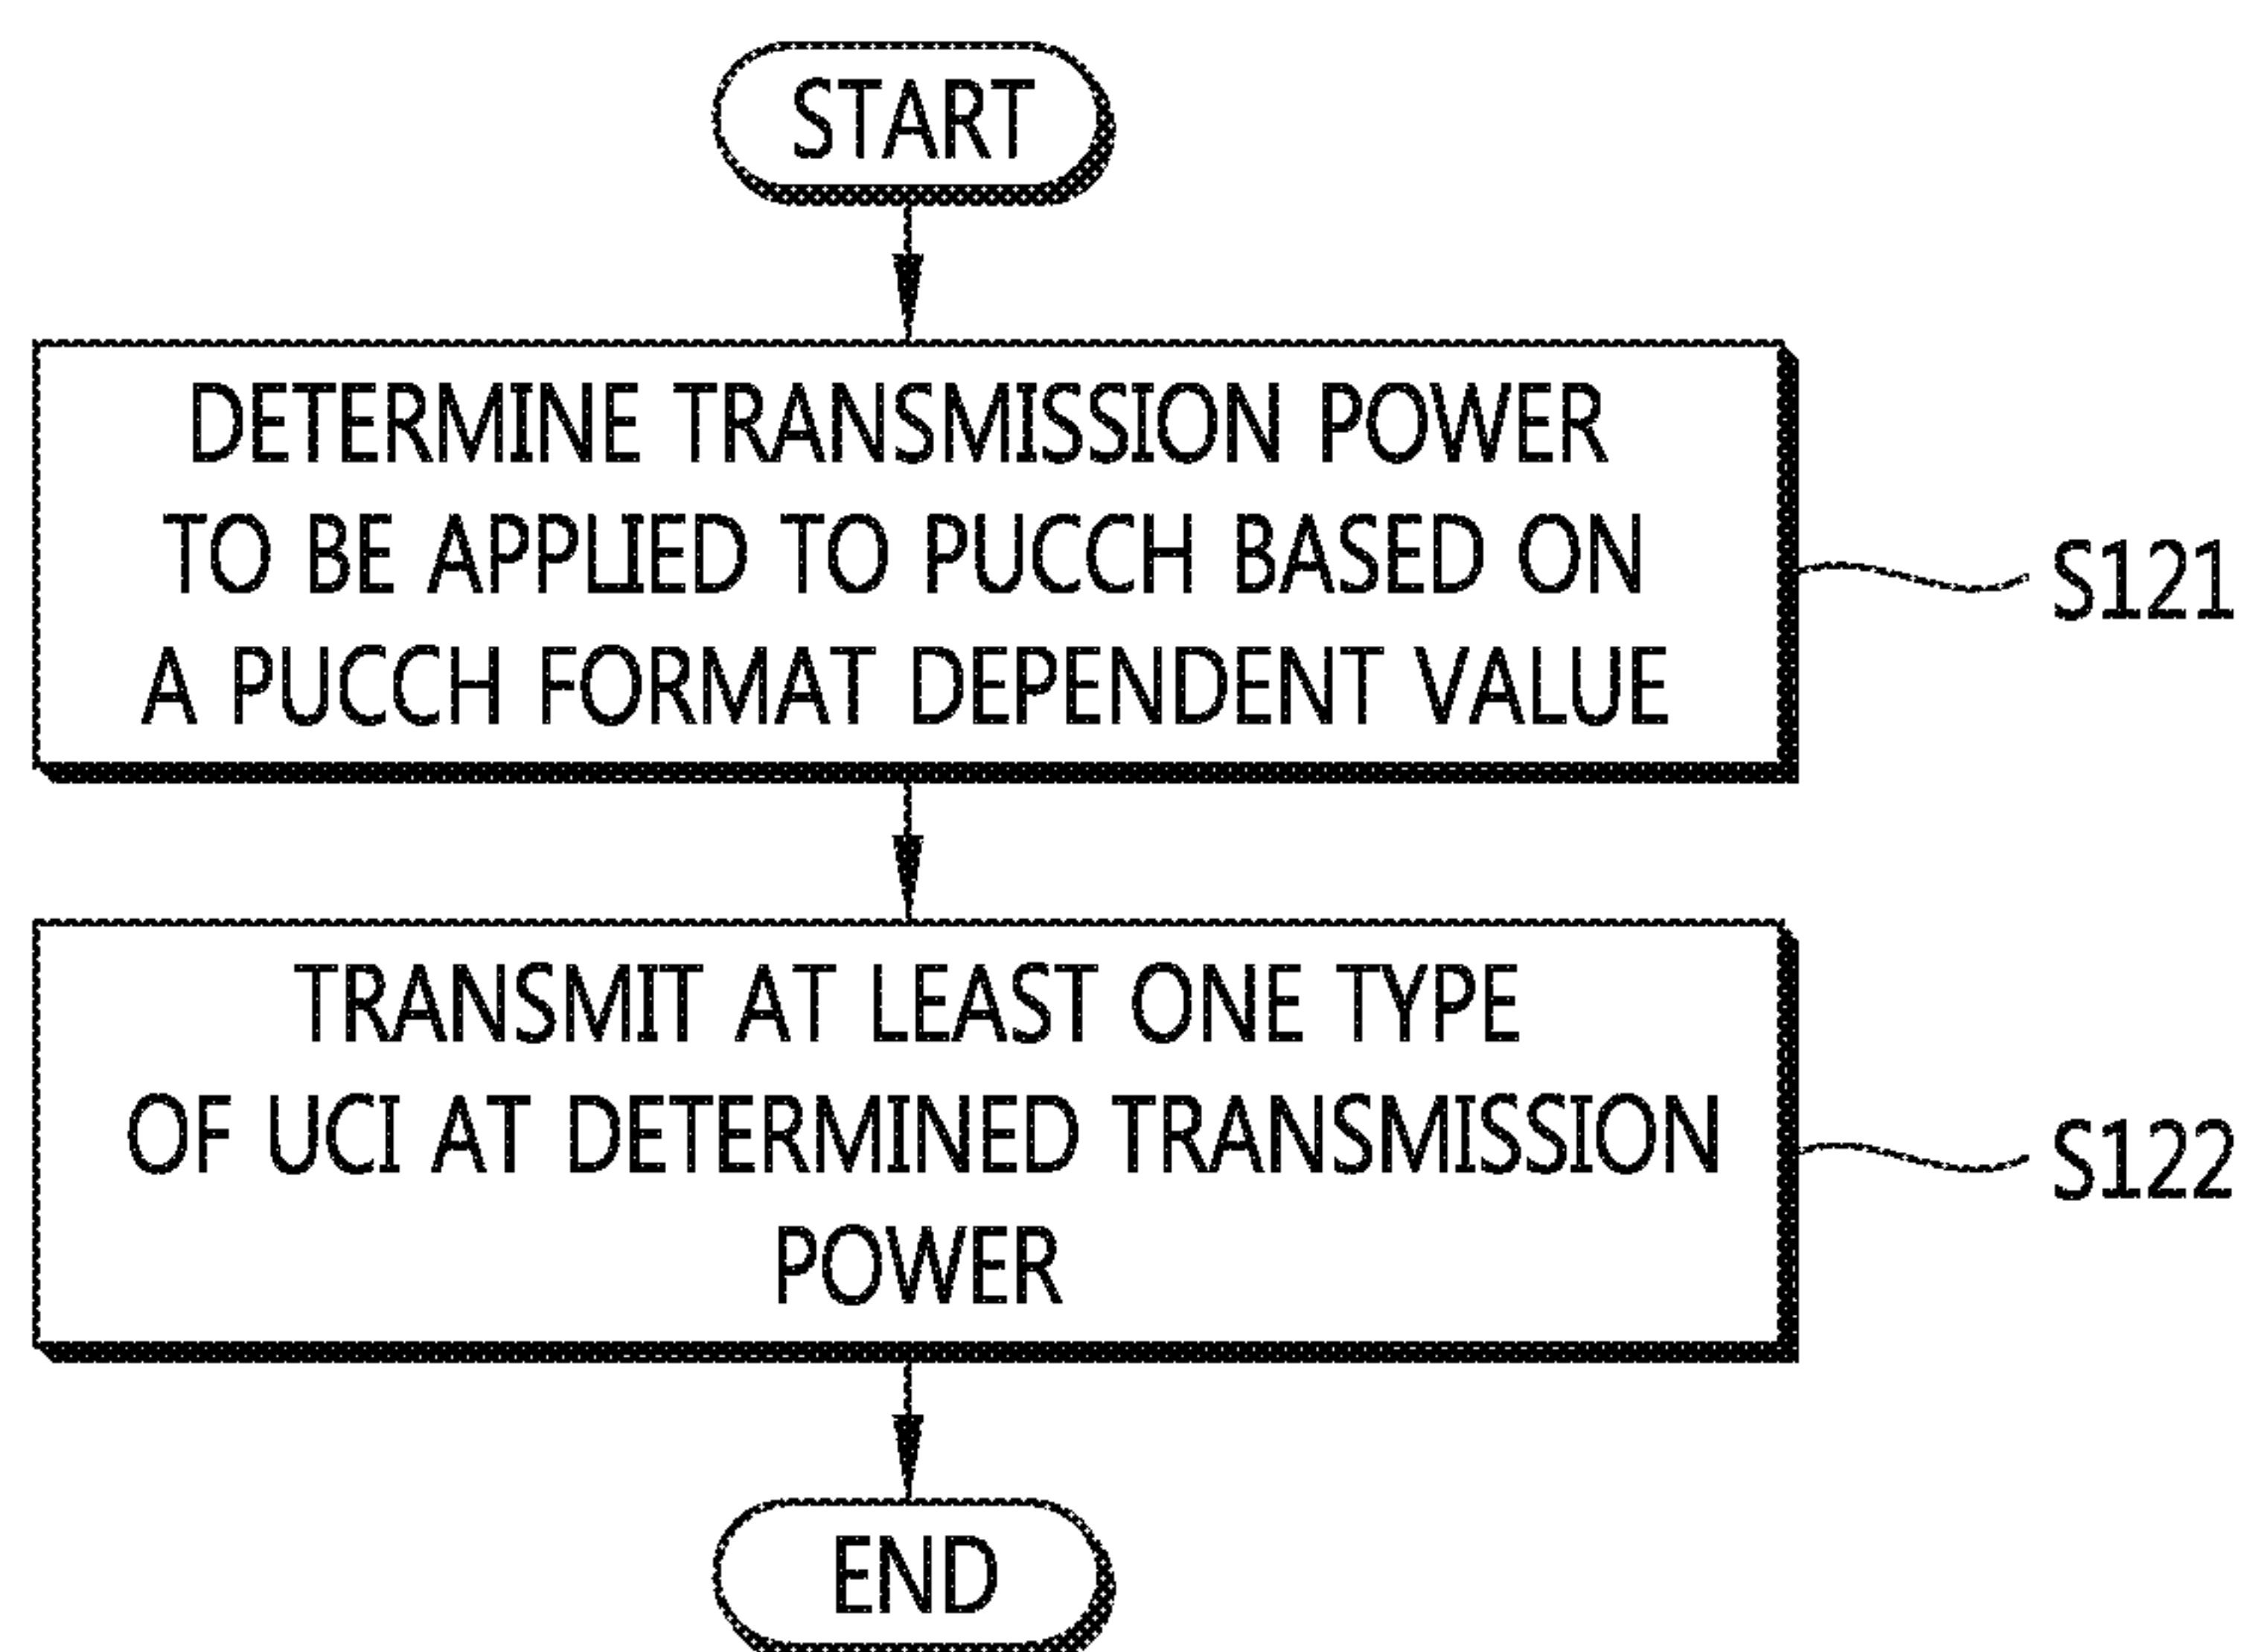 START
DETERMINE TRANSMISSION POWER
TO BE APPLIED TO PUCCH BASED ON
A PUCCH FORMAT DEPENDENT VALUE
S121
TRANSMIT AT LEAST ONE TYPE
OF UCI AT DETERMINED TRANSMISSION
POWER
S122
END